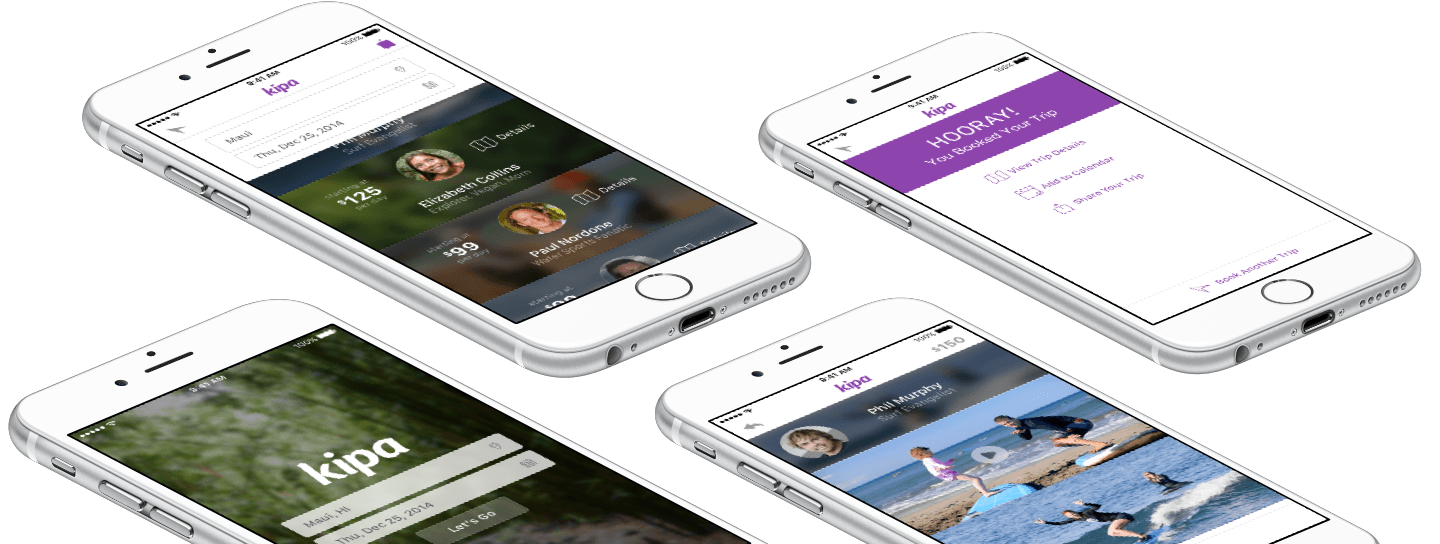 9:41 AM
100%
kipa
Maui
Thu, Dec 25, 2014
Phil Murphy
Surf Evangelist
starting at
$125
per day
Details
Elizabeth Collins
Explorer, Vegan, Mom
starting at
$99
per day
Details
Paul Nordone
Water Sports Fanatic
starting at
9:41 AM
100%
kipa
HOORAY!
You Booked Your Trip
View Trip Details
Add to Calendar
Share Your Trip
Book Another Trip
9:41 AM
100%
kipa
Maui, HI
Thu, Dec 25, 2014
Let's Go
9:41 AM
100%
kipa
$150
Phil Murphy
Surf Evangelist